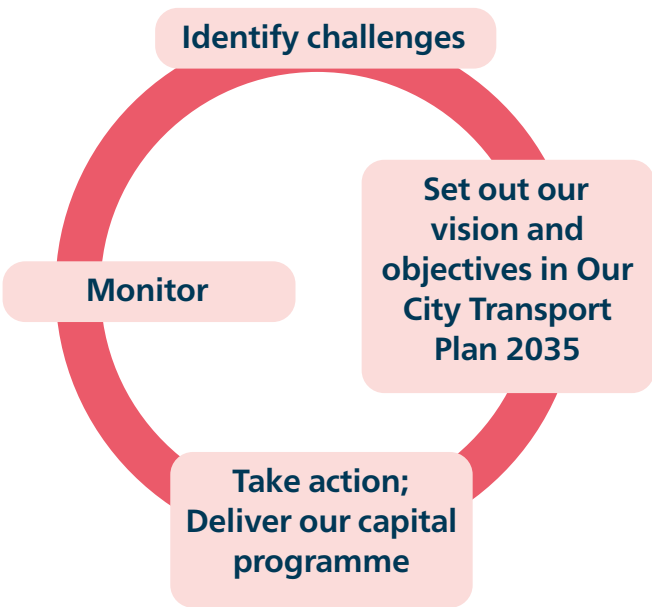 Identify challenges
Set out our
vision and
objectives in Our
City Transport
Plan 2035
Take action;
Deliver our capital
programme
Monitor